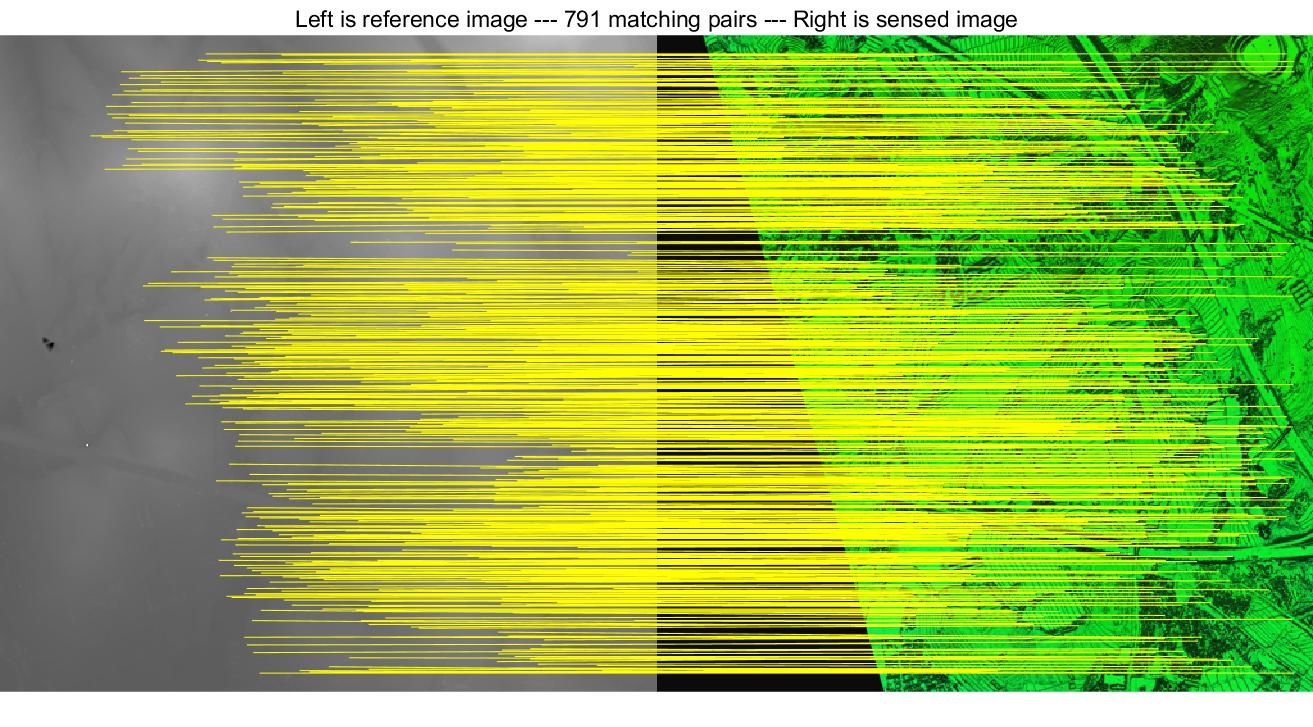 Left is reference image --- 791 matching pairs --- Right is sensed image